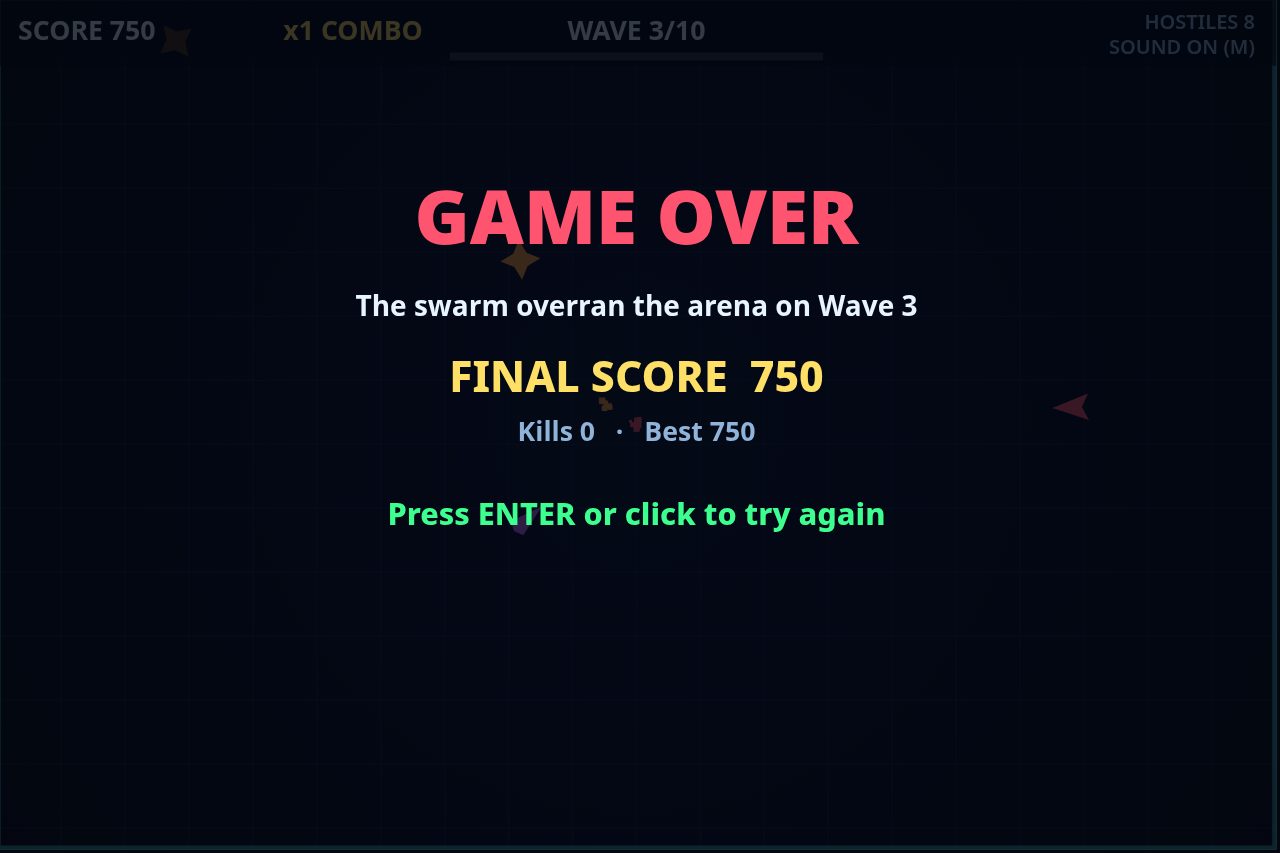 SCORE 750
x1 COMBO
WAVE 3/10
HOSTILES 8
SOUND ON (M)
GAME OVER
The swarm overran the arena on Wave 3
FINAL SCORE 750
Kills 0 · Best 750
Press ENTER or click to try again